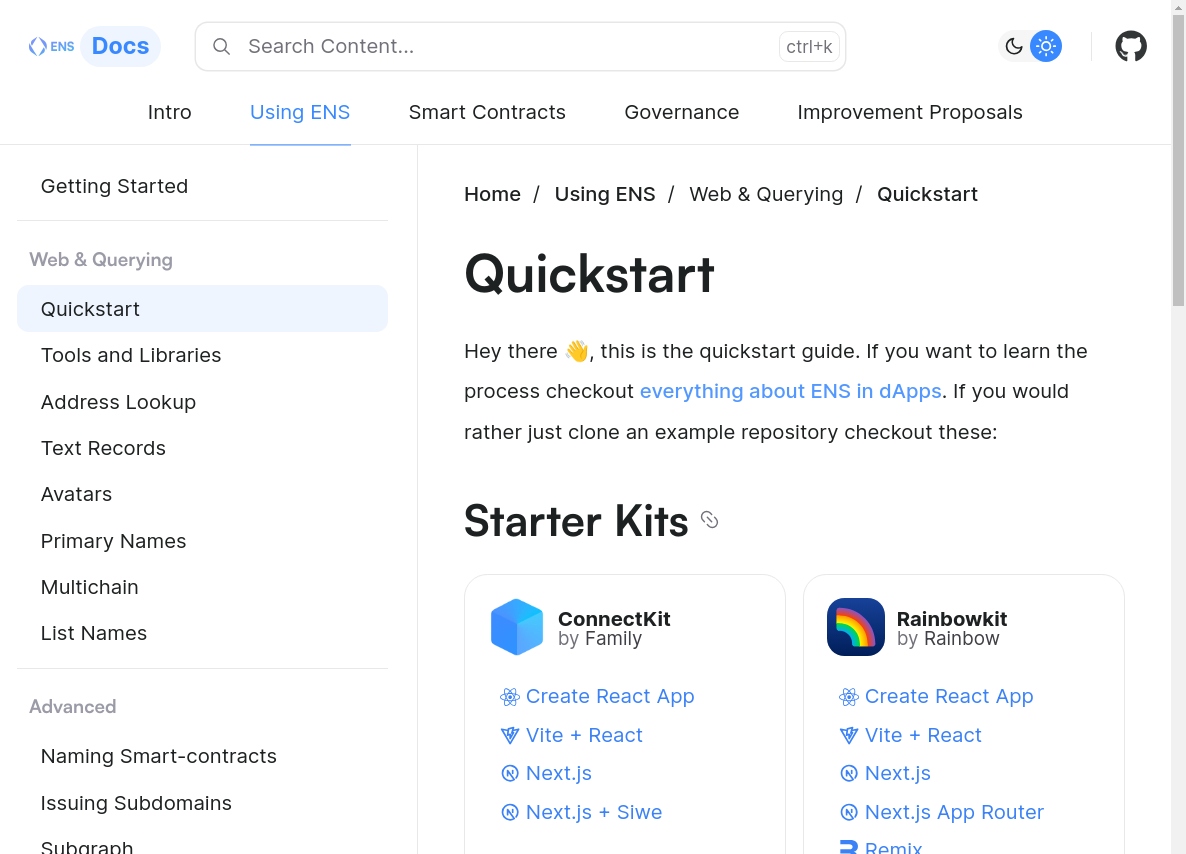 ENS Docs
Search Content...
ctrl+k
Intro
Using ENS
Smart Contracts
Governance
Improvement Proposals
Getting Started
Web & Querying
Quickstart
Tools and Libraries
Address Lookup
Text Records
Avatars
Primary Names
Multichain
List Names
Advanced
Naming Smart-contracts
Issuing Subdomains
Subgraph
Home / Using ENS / Web & Querying / Quickstart
Quickstart
Hey there 👋, this is the quickstart guide. If you want to learn the
process checkout everything about ENS in dApps. If you would
rather just clone an example repository checkout these:
Starter Kits
ConnectKit
by Family
Create React App
Vite + React
Next.js
Next.js + Siwe
Rainbowkit
by Rainbow
Create React App
Vite + React
Next.js
Next.js App Router
Remix